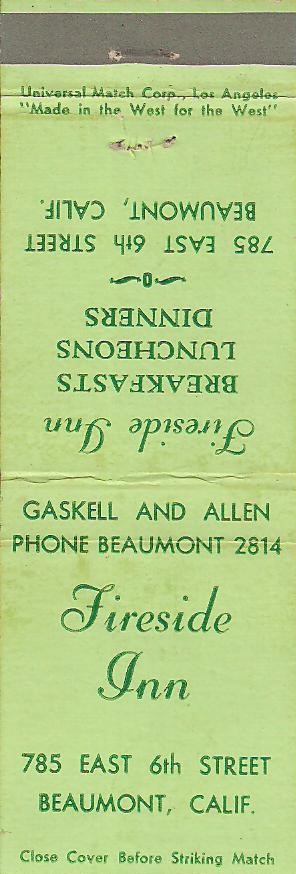 Universal Match Corp., Los Angeles
"Made in the West for the West"
Fireside Inn
BREAKFASTS
LUNCHEONS
DINNERS
785 EAST 6th STREET
BEAUMONT, CALIF.
GASKELL AND ALLEN
PHONE BEAUMONT 2814
Fireside
Inn
785 EAST 6th STREET
BEAUMONT, CALIF.
Close Cover Before Striking Match